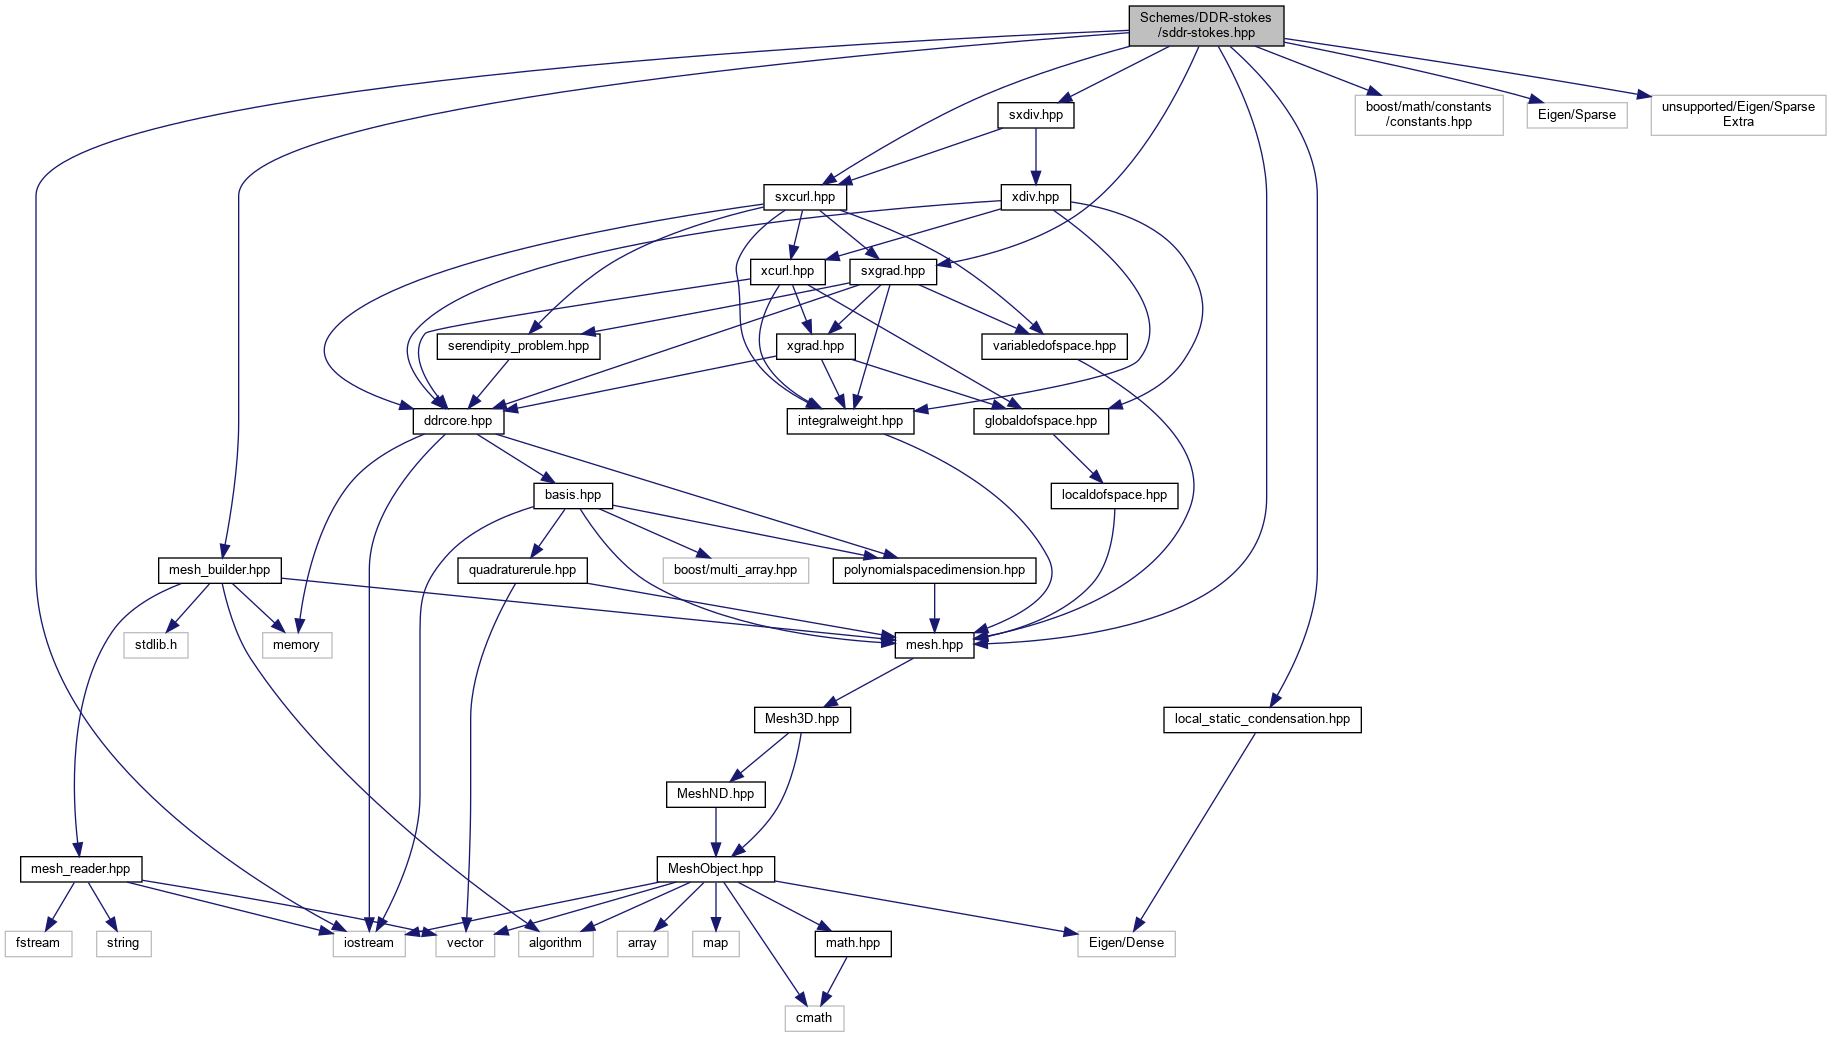 Schemes/DDR-stokes
/sddr-stokes.hpp
sxdiv.hpp
boost/math/constants
/constants.hpp
Eigen/Sparse
unsupported/Eigen/Sparse
Extra
sxcurl.hpp
xdiv.hpp
xcurl.hpp
sxgrad.hpp
serendipity_problem.hpp
xgrad.hpp
variabledofspace.hpp
ddrcore.hpp
integralweight.hpp
globaldofspace.hpp
basis.hpp
localdofspace.hpp
mesh_builder.hpp
quadraturerule.hpp
boost/multi_array.hpp
polynomialspacedimension.hpp
stdlib.h
memory
mesh.hpp
Mesh3D.hpp
local_static_condensation.hpp
MeshND.hpp
mesh_reader.hpp
MeshObject.hpp
fstream
string
iostream
vector
algorithm
array
map
math.hpp
Eigen/Dense
cmath